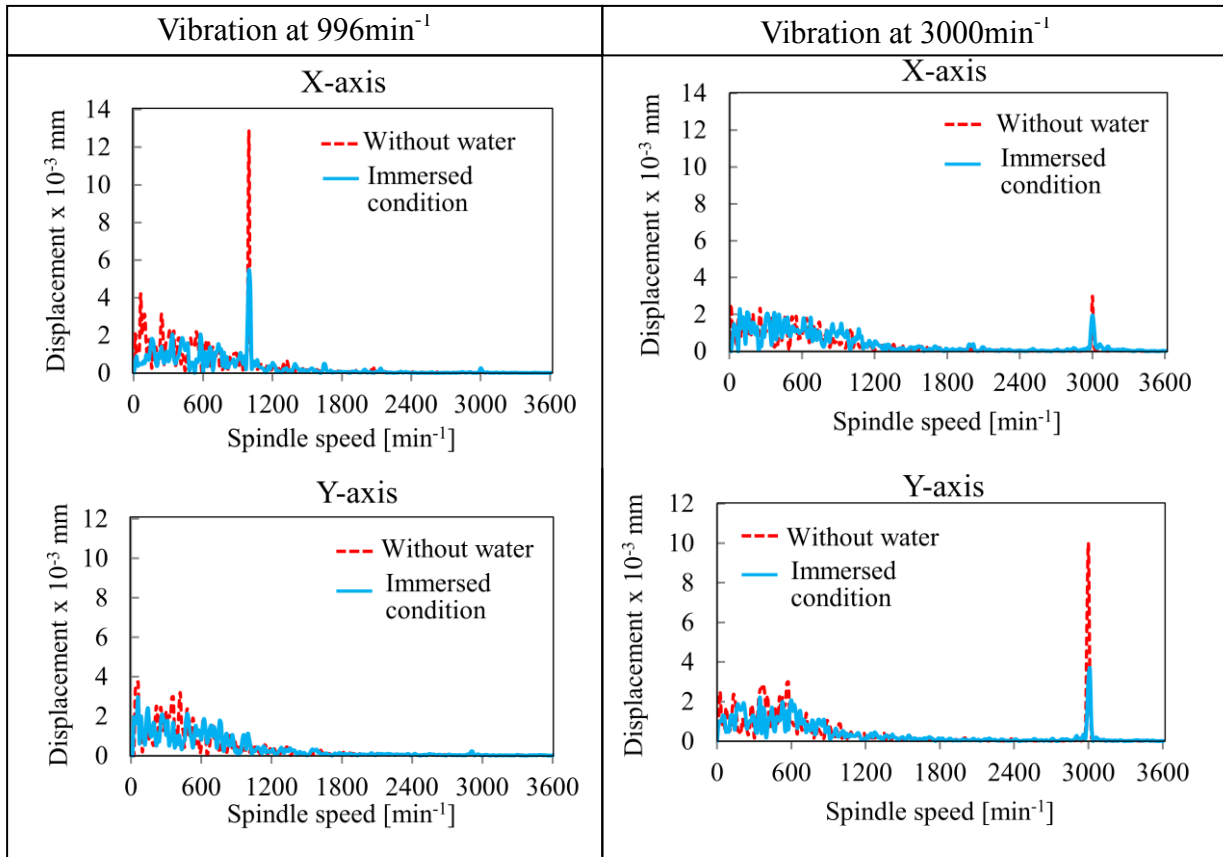 Vibration at 996min⁻¹
Vibration at 3000min⁻¹
X-axis
Displacement x 10⁻³ mm
14
12
10
8
6
4
2
0
Without water
Immersed
condition
0 600 1200 1800 2400 3000 3600
Spindle speed [min⁻¹]
X-axis
Displacement x 10⁻³ mm
14
12
10
8
6
4
2
0
Without water
Immersed
condition
0 600 1200 1800 2400 3000 3600
Spindle speed [min⁻¹]
Y-axis
Displacement x 10⁻³ mm
12
10
8
6
4
2
0
Without water
Immersed
condition
0 600 1200 1800 2400 3000 3600
Spindle speed [min⁻¹]
Y-axis
Displacement x 10⁻³ mm
12
10
8
6
4
2
0
Without water
Immersed
condition
0 600 1200 1800 2400 3000 3600
Spindle speed [min⁻¹]